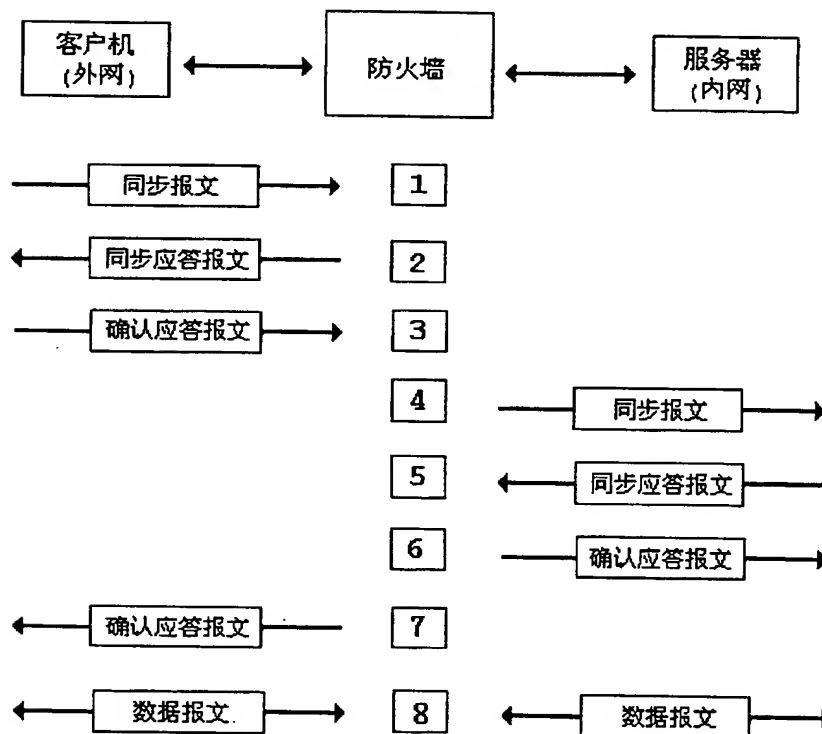 客户机
(外网)
防火墙
服务器
(内网)
同步报文
1
同步应答报文
2
确认应答报文
3
4
同步报文
5
同步应答报文
6
确认应答报文
确认应答报文
7
数据报文
8
数据报文